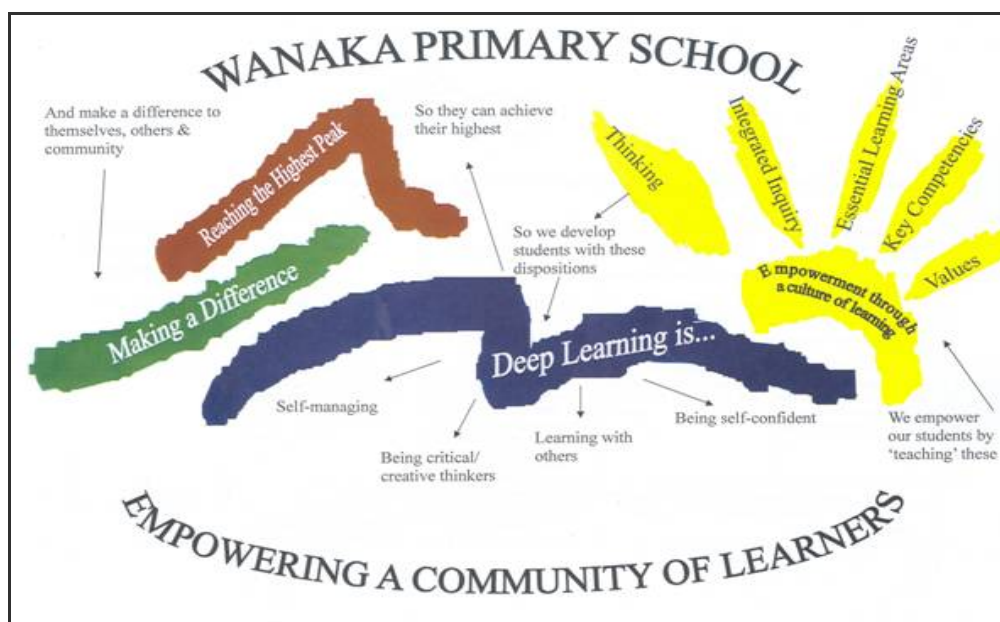 WANAKA PRIMARY SCHOOL
And make a difference to
themselves, others &
community
Reaching the Highest Peak
So they can achieve
their highest
Thinking
Integrated Inquiry
Essential Learning Areas
Key Competencies
Values
So we develop
students with these
dispositions
Empowerment through
a culture of learning
Making a Difference
Deep Learning is...
Self-managing
Being critical/
creative thinkers
Learning with
others
Being self-confident
We empower
our students by
‘teaching’ these
EMPOWERING A COMMUNITY OF LEARNERS